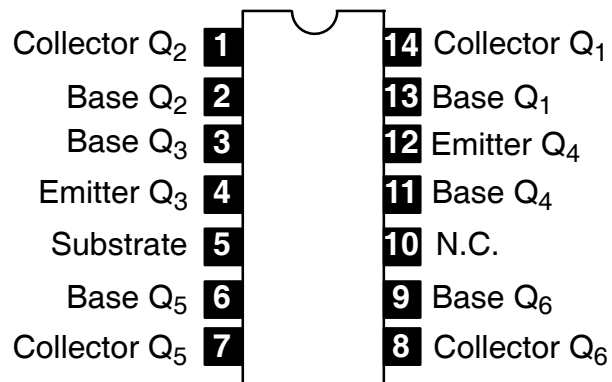 Collector Q2 1 14 Collector Q1
Base Q2 2 13 Base Q1
Base Q3 3 12 Emitter Q4
Emitter Q3 4 11 Base Q4
Substrate 5 10 N.C.
Base Q5 6 9 Base Q6
Collector Q5 7 8 Collector Q6